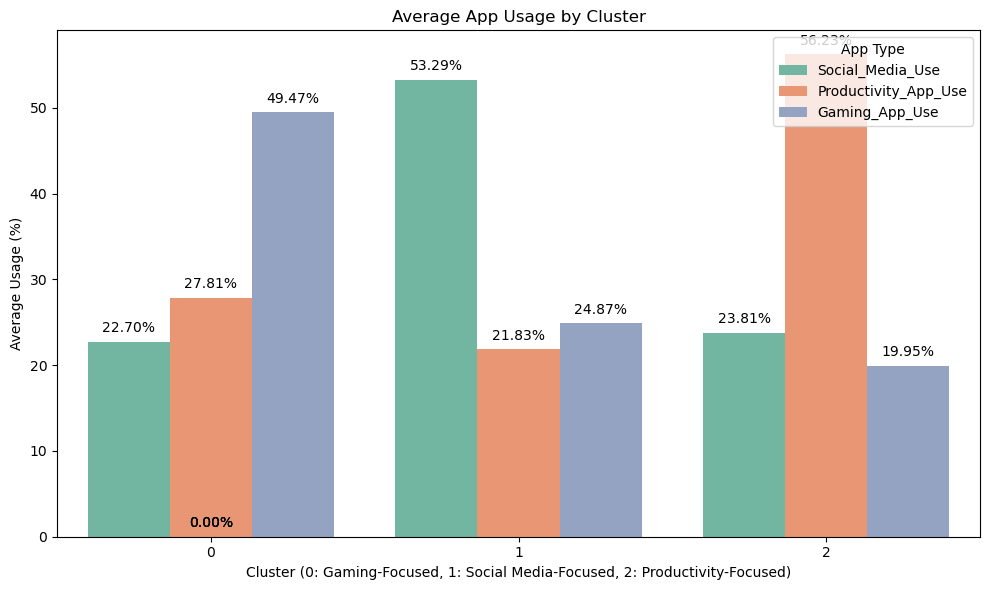 Average App Usage by Cluster
App Type
Social_Media_Use
Productivity_App_Use
Gaming_App_Use
Average Usage (%)
50
40
30
20
10
0
22.70%
27.81%
49.47%
0.00%
53.29%
21.83%
24.87%
23.81%
56.23%
19.95%
0
1
2
Cluster (0: Gaming-Focused, 1: Social Media-Focused, 2: Productivity-Focused)